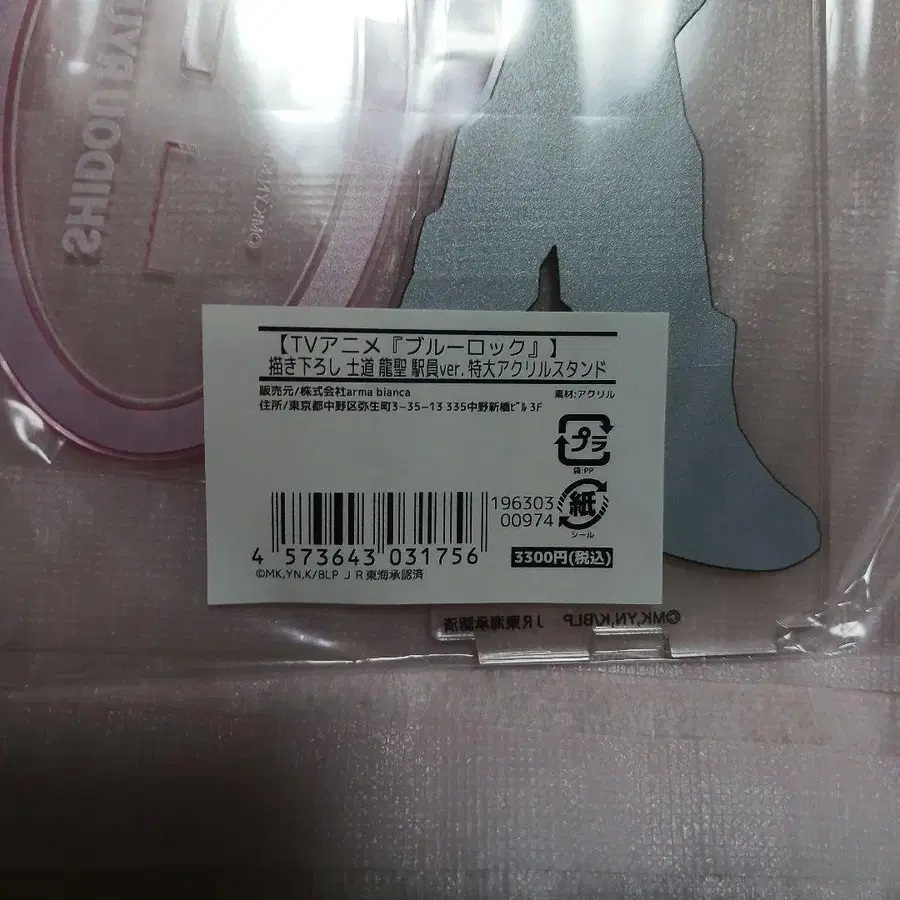 SHIDOU RYU
©MK,YN,
【TVアニメ『ブルーロック』】
描き下ろし 士道 龍聖 駅員ver. 特大アクリルスタンド
販売元/株式会社arma bianca
素材:アクリル
住所/東京都中野区弥生町3-35-13 335中野新橋ビル3F
プラ
袋:PP
紙
シール
196303
00974
4 573643 031756
3300円(税込)
©MK,YN,K/BLP JR東海承認済
©MK,YN,K/BLP JR東海承認済